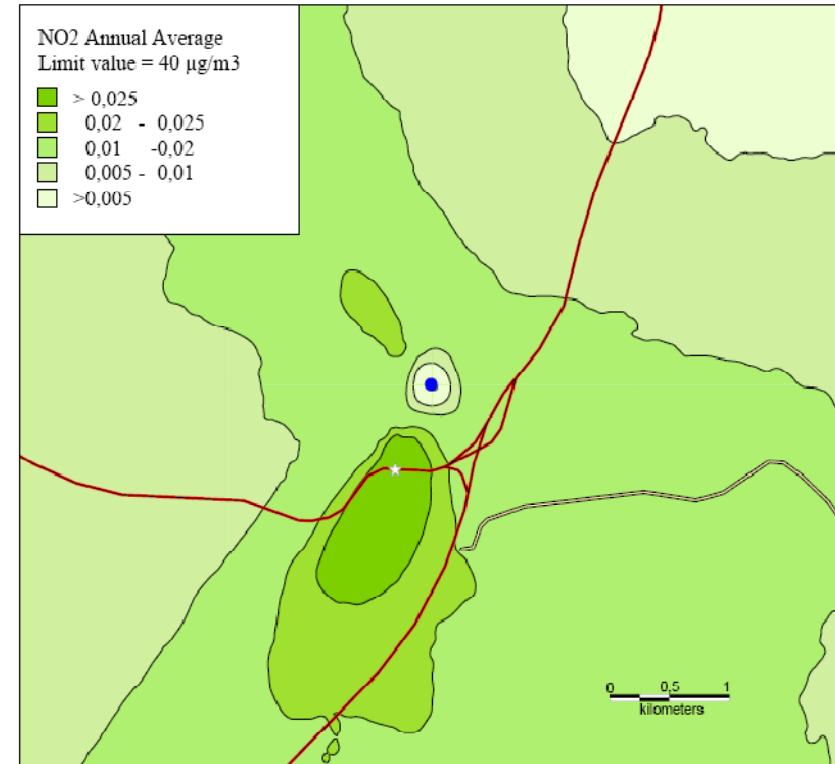 NO2 Annual Average
Limit value = 40 µg/m3
> 0,025
0,02 - 0,025
0,01 -0,02
0,005 - 0,01
>0,005
0 0,5 1
kilometers